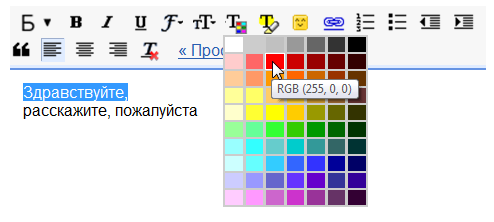 Б B I U F T T T
« Прос
RGB (255, 0, 0)
Здравствуйте,
расскажите, пожалуйста